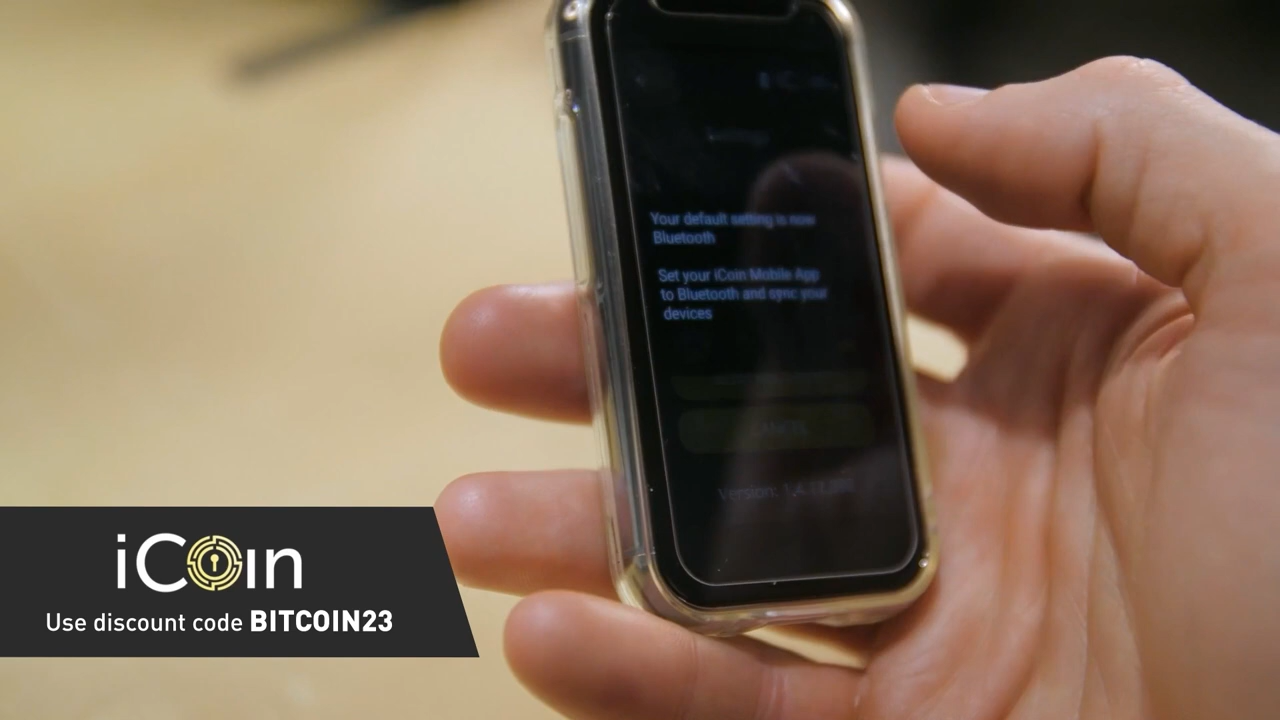 Your default setting is now
Bluetooth
Set your iCoin Mobile App
to Bluetooth and sync your
devices
Version:
iCoin
Use discount code BITCOIN23